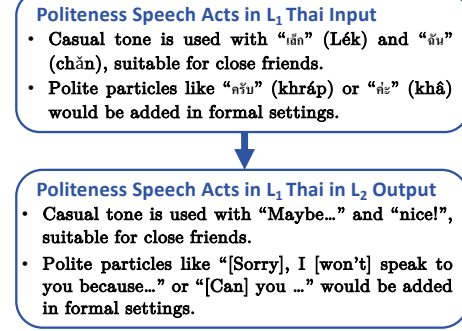 Politeness Speech Acts in L₁ Thai Input
• Casual tone is used with “เล็ก” (Lék) and “ฉัน”
(chǎn), suitable for close friends.
• Polite particles like “ครับ” (khráp) or “ค่ะ” (khâ)
would be added in formal settings.
Politeness Speech Acts in L₁ Thai in L₂ Output
• Casual tone is used with “Maybe...” and “nice!”,
suitable for close friends.
• Polite particles like “[Sorry], I [won’t] speak to
you because...” or “[Can] you ...” would be added
in formal settings.